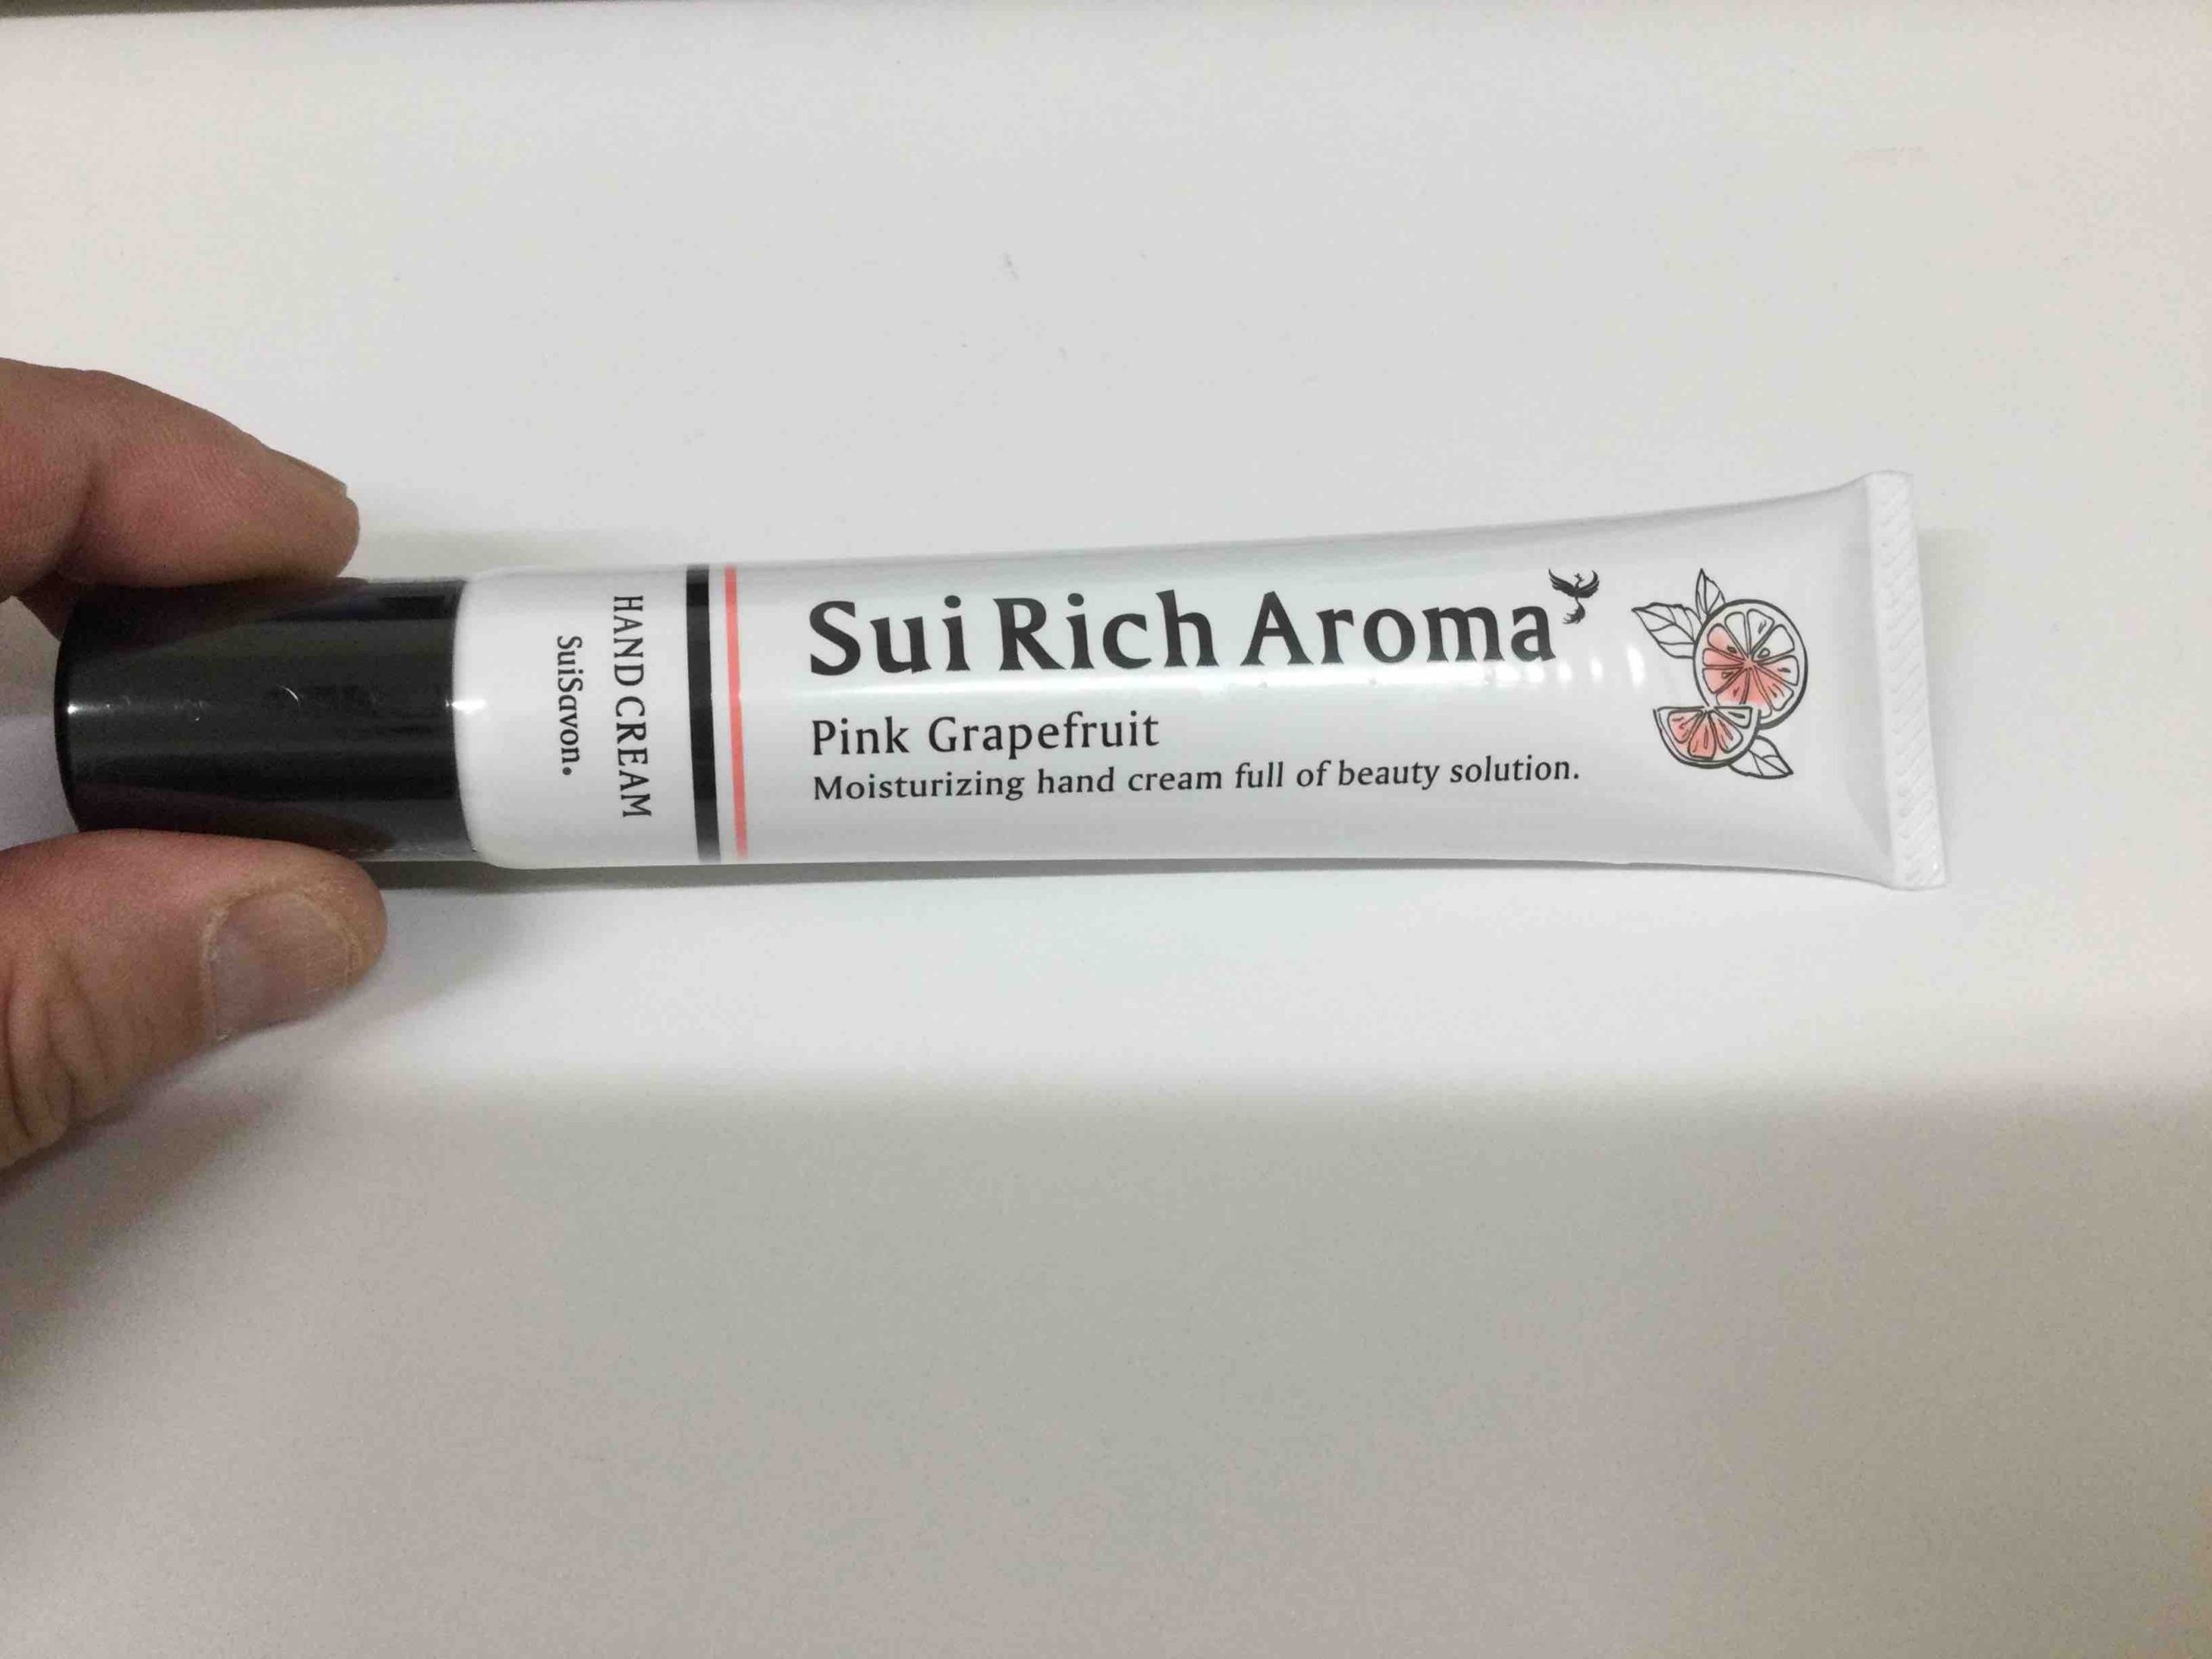 Sui Rich Aroma
Pink Grapefruit
Moisturizing hand cream full of beauty solution.
HAND CREAM
SuiSavon.